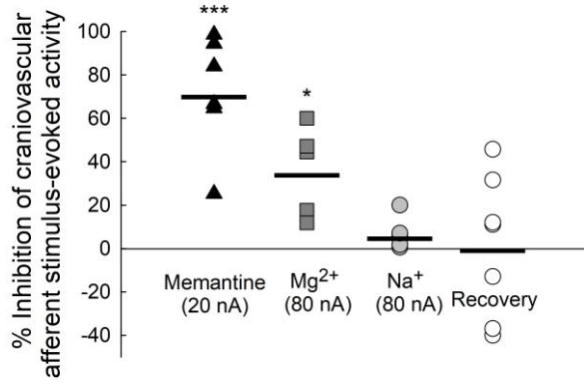 % Inhibition of craniovascular
afferent stimulus-evoked activity
100
80
60
40
20
0
-20
-40
***
*
Memantine
(20 nA)
Mg²⁺
(80 nA)
Na⁺
(80 nA)
Recovery